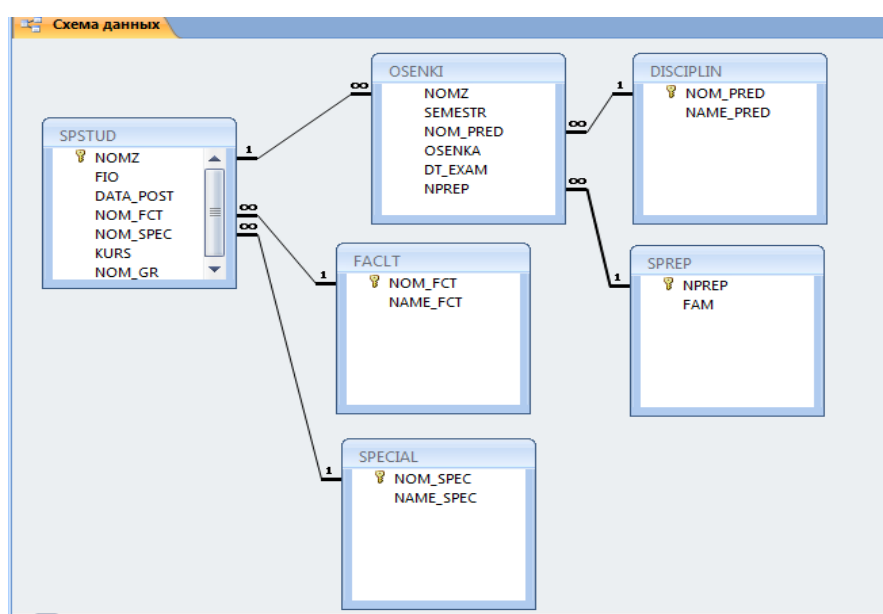 Схема данных
SPSTUD
NOMZ
FIO
DATA_POST
NOM_FCT
NOM_SPEC
KURS
NOM_GR
OSENKI
NOMZ
SEMESTR
NOM_PRED
OSENKA
DT_EXAM
NPREP
DISCIPLIN
NOM_PRED
NAME_PRED
FACLT
NOM_FCT
NAME_FCT
SPREP
NPREP
FAM
SPECIAL
NOM_SPEC
NAME_SPEC
1
∞
∞
∞
1
1
∞
1
∞
1